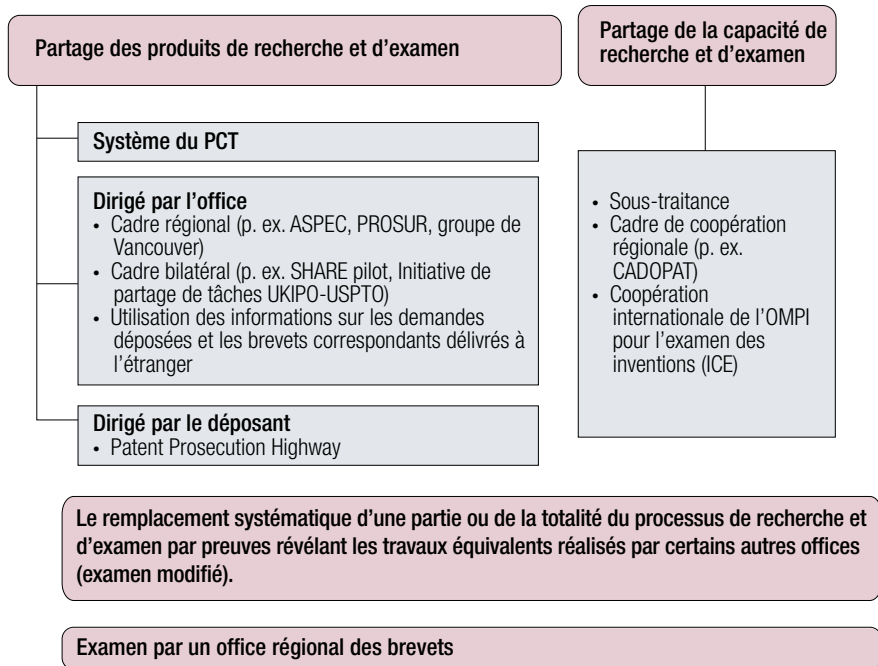 Partage des produits de recherche et d'examen
Partage de la capacité de
recherche et d'examen
Système du PCT
Dirigé par l'office
• Cadre régional (p. ex. ASPEC, PROSUR, groupe de
Vancouver)
• Cadre bilatéral (p. ex. SHARE pilot, Initiative de
partage de tâches UKIPO-USPTO)
• Utilisation des informations sur les demandes
déposées et les brevets correspondants délivrés à
l'étranger
Dirigé par le déposant
• Patent Prosecution Highway
• Sous-traitance
• Cadre de coopération
régionale (p. ex.
CADOPAT)
• Coopération
internationale de l'OMPI
pour l'examen des
inventions (ICE)
Le remplacement systématique d'une partie ou de la totalité du processus de recherche et
d'examen par preuves révélant les travaux équivalents réalisés par certains autres offices
(examen modifié).
Examen par un office régional des brevets